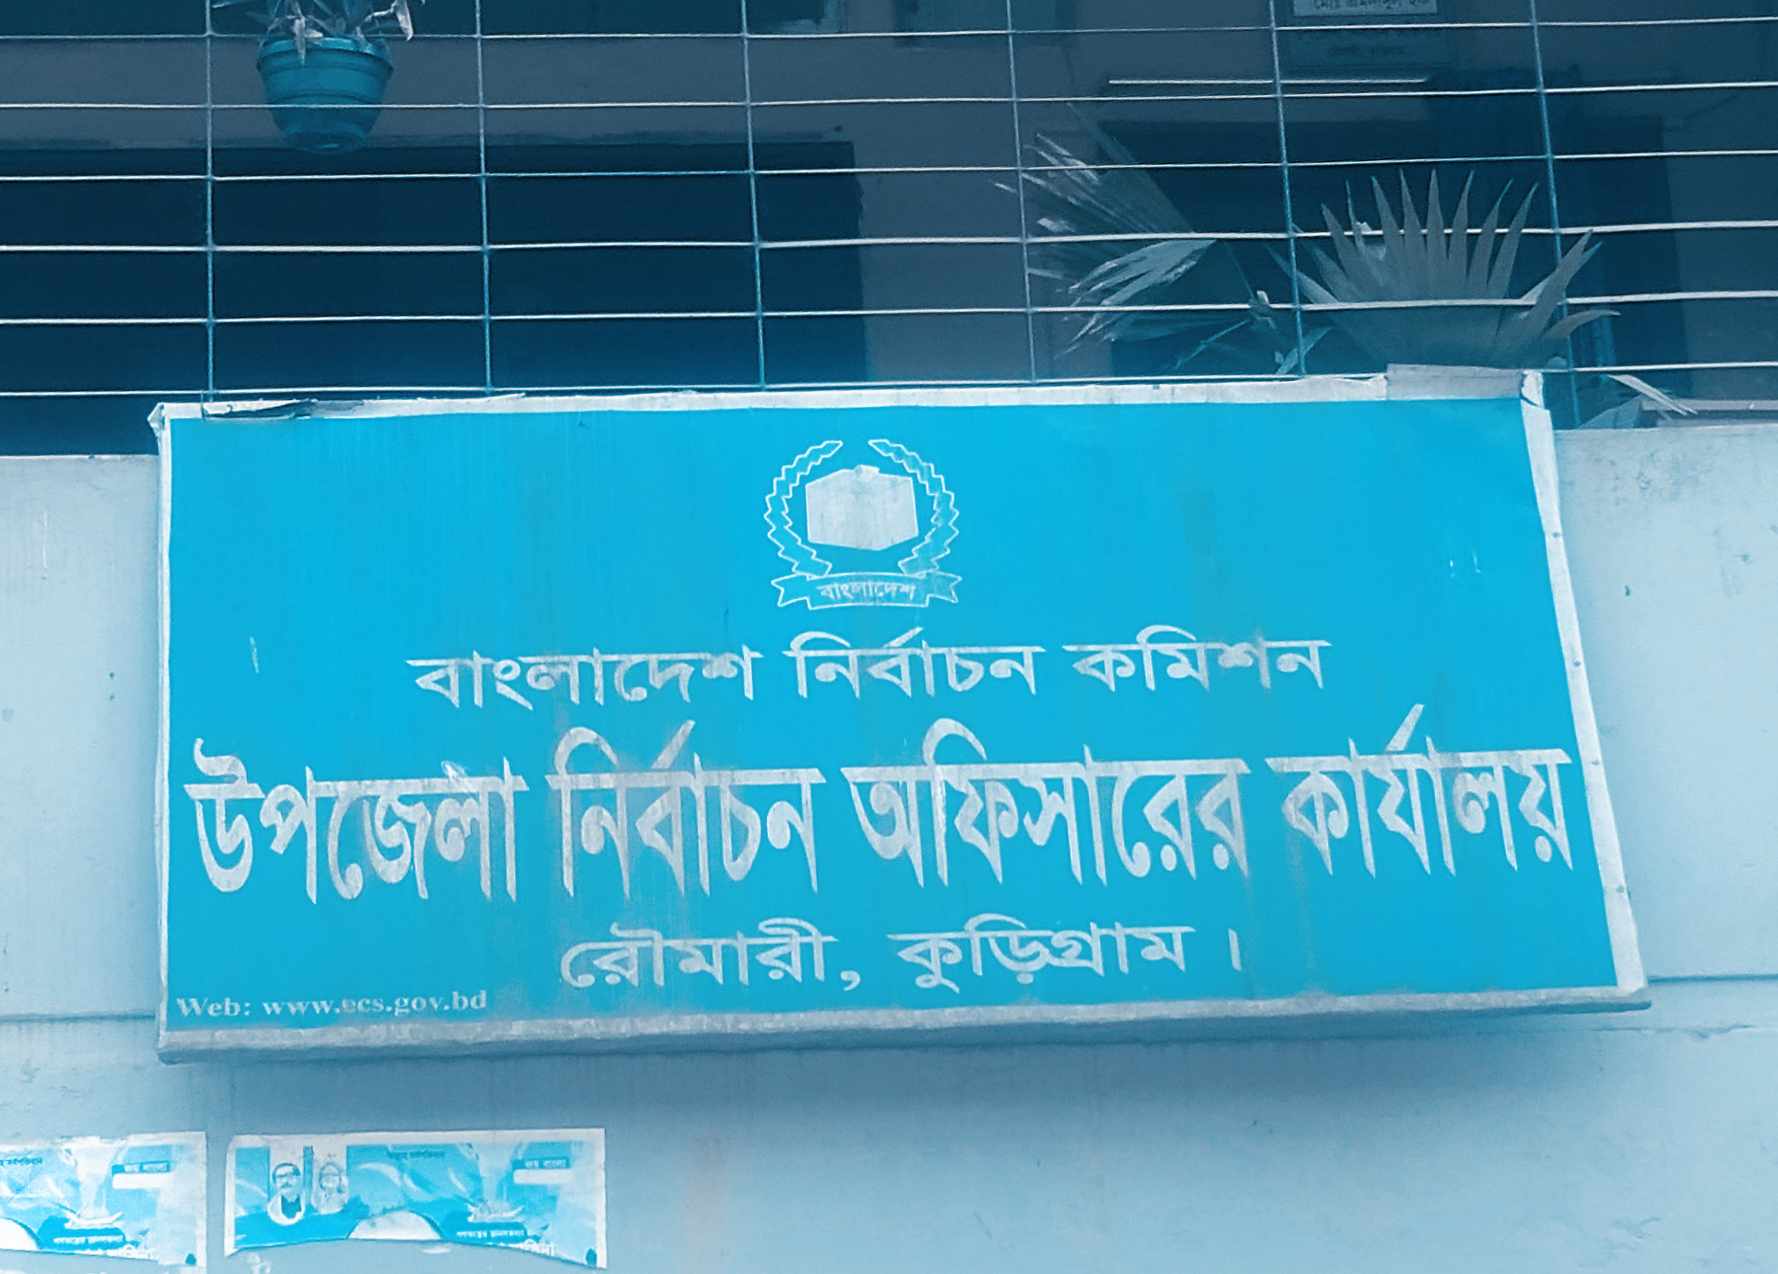 বাংলাদেশ
বাংলাদেশ নির্বাচন কমিশন
উপজেলা নির্বাচন অফিসারের কার্যালয়
রৌমারী, কুড়িগ্রাম ।
Web: www.ecs.gov.bd